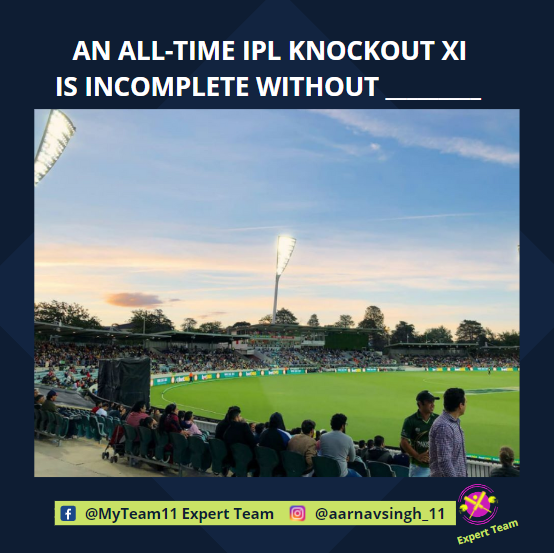 AN ALL-TIME IPL KNOCKOUT XI
IS INCOMPLETE WITHOUT ________
@MyTeam11 Expert Team @aarnavsingh_11
Expert Team